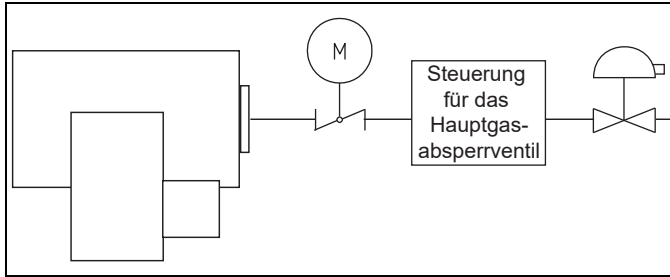 M
Steuerung
für das
Hauptgas-
absperrventil